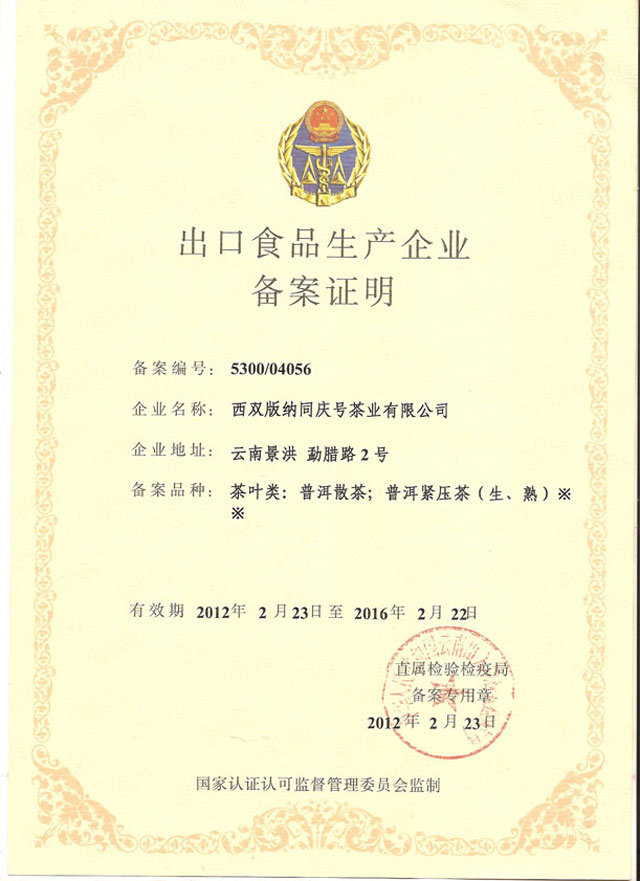 出口食品生产企业
备案证明
备案编号： 5300/04056
企业名称： 西双版纳同庆号茶业有限公司
企业地址： 云南景洪 勐腊路2号
备案品种： 茶叶类：普洱散茶；普洱紧压茶（生、熟）※
※
有效期 2012年 2月23日至 2016年 2月 22日
直属检验检疫局
备案专用章
2012年 2月 23日
国家认证认可监督管理委员会监制